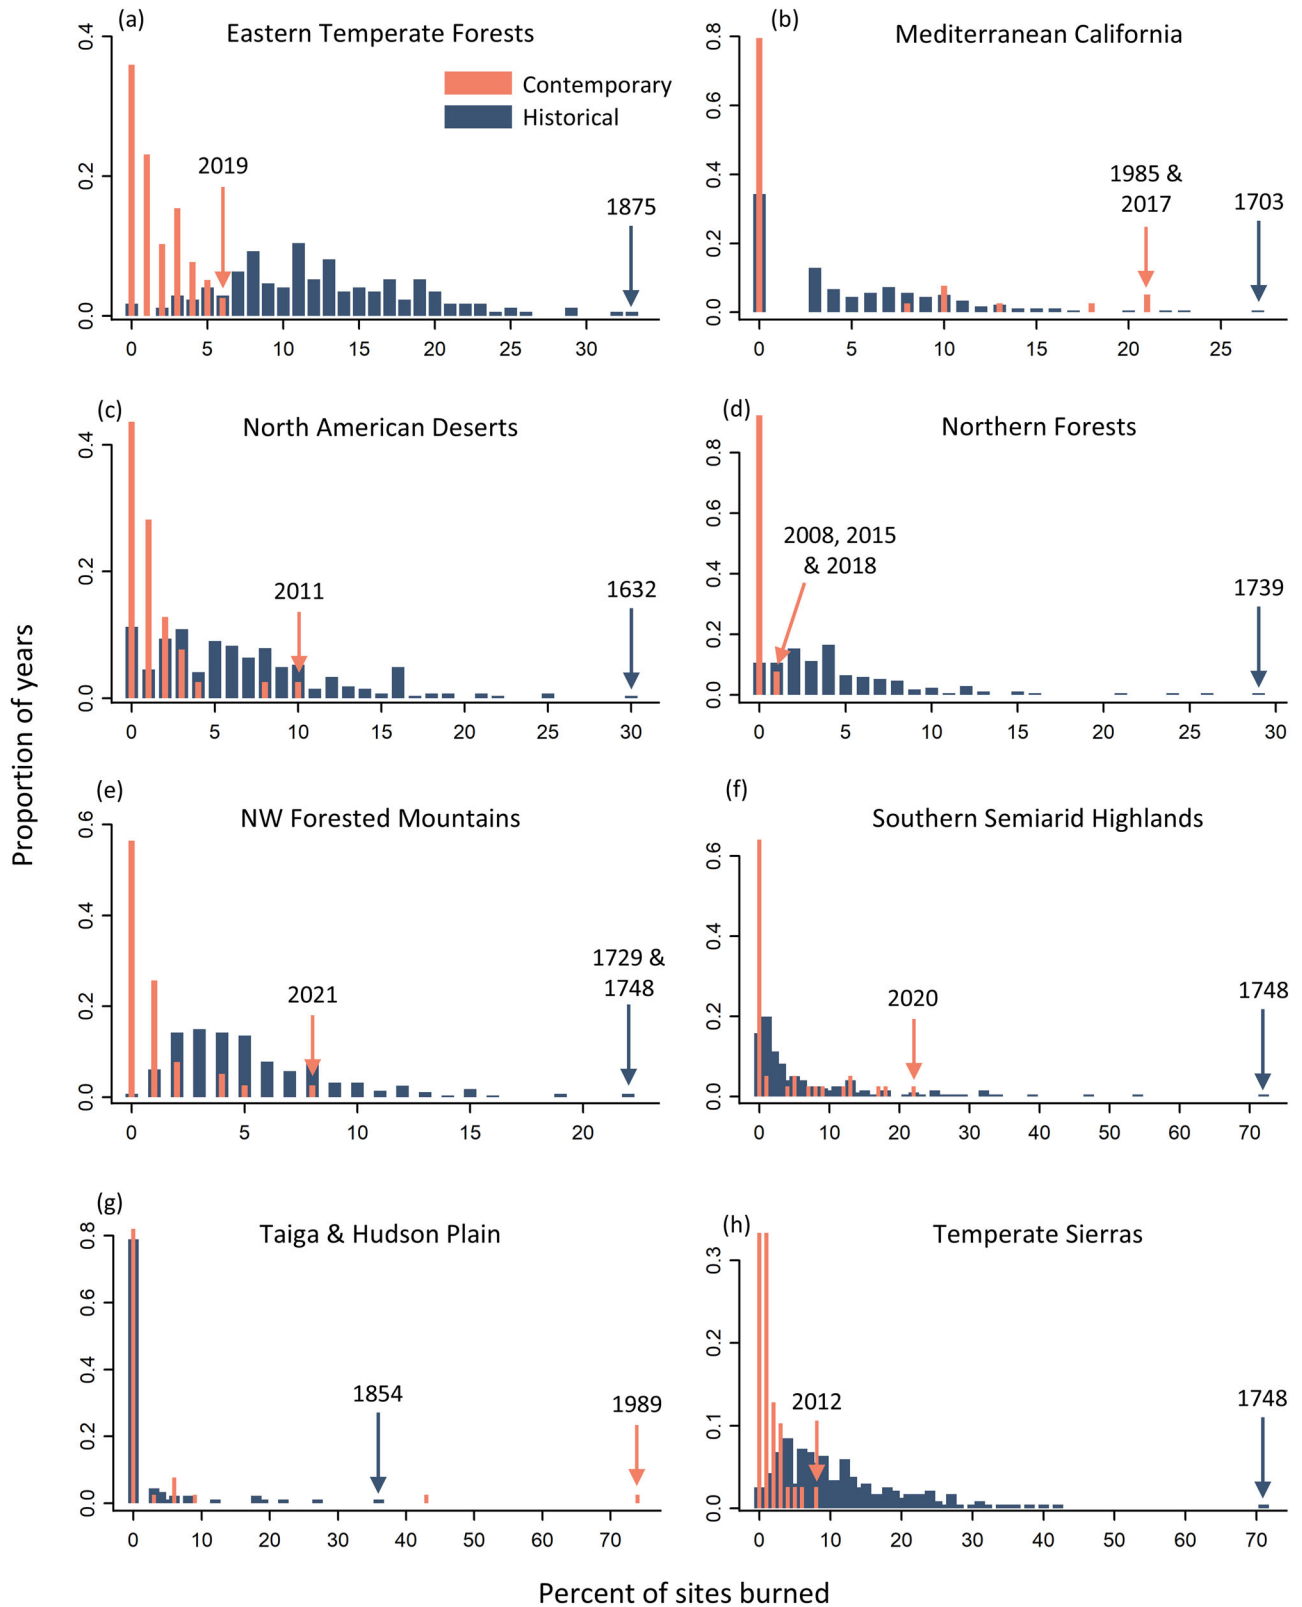 (a)
Eastern Temperate Forests
Contemporary
Historical
2019
1875
0.0 0.2 0.4
0 5 10 15 20 25 30
(b)
Mediterranean California
1985 &
2017
1703
0.0 0.2 0.4 0.6 0.8
0 5 10 15 20 25
(c)
North American Deserts
2011
1632
0.0 0.2 0.4
0 5 10 15 20 25 30
(d)
Northern Forests
2008, 2015
& 2018
1739
0.0 0.2 0.4 0.6 0.8
0 5 10 15 20 25 30
Proportion of years
(e)
NW Forested Mountains
2021
1729 &
1748
0.0 0.2 0.4 0.6
0 5 10 15 20
(f)
Southern Semiarid Highlands
2020
1748
0.0 0.2 0.4 0.6
0 10 20 30 40 50 60 70
(g)
Taiga & Hudson Plain
1854
1989
0.0 0.2 0.4 0.6 0.8
0 10 20 30 40 50 60 70
(h)
Temperate Sierras
2012
1748
0.0 0.1 0.2 0.3
0 10 20 30 40 50 60 70
Percent of sites burned